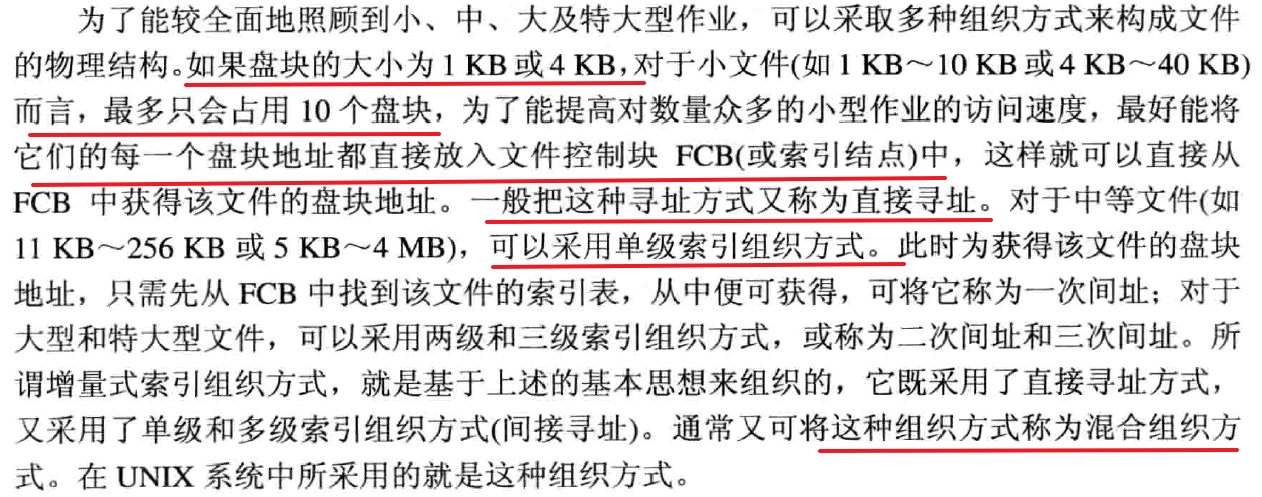 为了能较全面地照顾到小、中、大及特大型作业，可以采取多种组织方式来构成文件
的物理结构。如果盘块的大小为 1 KB 或 4 KB，对于小文件(如 1 KB～10 KB 或 4 KB～40 KB)
而言，最多只会占用 10 个盘块，为了能提高对数量众多的小型作业的访问速度，最好能将
它们的每一个盘块地址都直接放入文件控制块 FCB(或索引结点)中，这样就可以直接从
FCB 中获得该文件的盘块地址。一般把这种寻址方式又称为直接寻址。对于中等文件(如
11 KB～256 KB 或 5 KB～4 MB)，可以采用单级索引组织方式。此时为获得该文件的盘块
地址，只需先从 FCB 中找到该文件的索引表，从中便可获得，可将它称为一次间址；对于
大型和特大型文件，可以采用两级和三级索引组织方式，或称为二次间址和三次间址。所
谓增量式索引组织方式，就是基于上述的基本思想来组织的，它既采用了直接寻址方式，
又采用了单级和多级索引组织方式(间接寻址)。通常又可将这种组织方式称为混合组织方
式。在 UNIX 系统中所采用的就是这种组织方式。